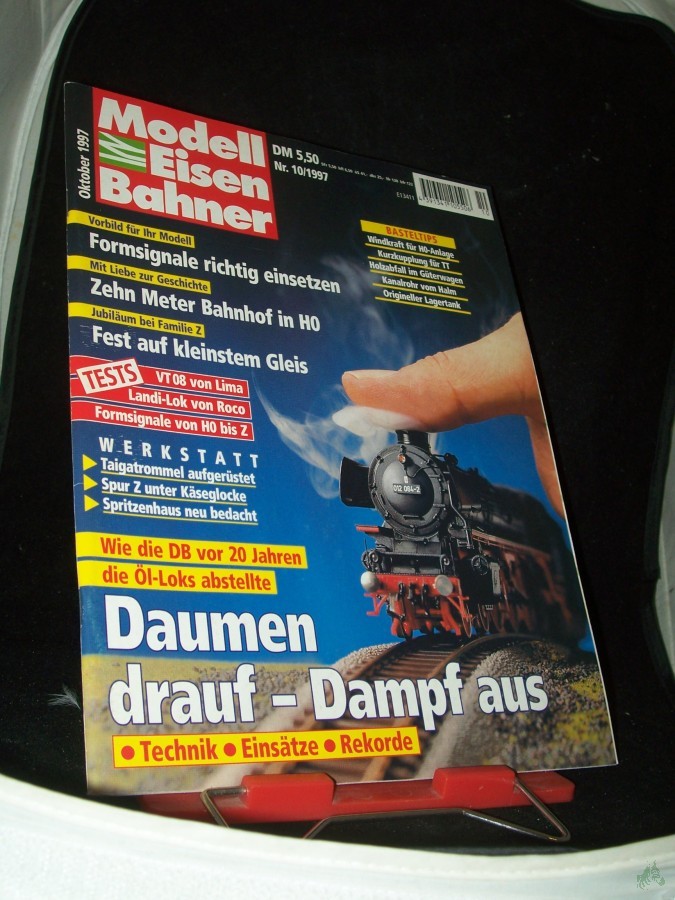 Oktober 1997
Modell
Eisen
Bahner
DM 5,50
Nr. 10/1997
E13411
Vorbild für Ihr Modell
Formsignale richtig einsetzen
Mit Liebe zur Geschichte
Zehn Meter Bahnhof in H0
Jubiläum bei Familie Z
Fest auf kleinstem Gleis
BASTELTIPS
Windkraft für H0-Anlage
Kurzkupplung für TT
Holzabfall im Güterwagen
Kanalrohr vom Halm
Origineller Lagertank
TESTS
VT 08 von Lima
Landi-Lok von Roco
Formsignale von H0 bis Z
WERKSTATT
Taigatrommel aufgerüstet
Spur Z unter Käseglocke
Spritzenhaus neu bedacht
012 064-2
Wie die DB vor 20 Jahren
die Öl-Loks abstellte
Daumen
drauf – Dampf aus
• Technik • Einsätze • Rekorde